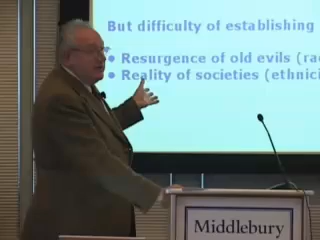 But difficulty of establishing
• Resurgence of old evils (rac
• Reality of societies (ethnici
Middlebury